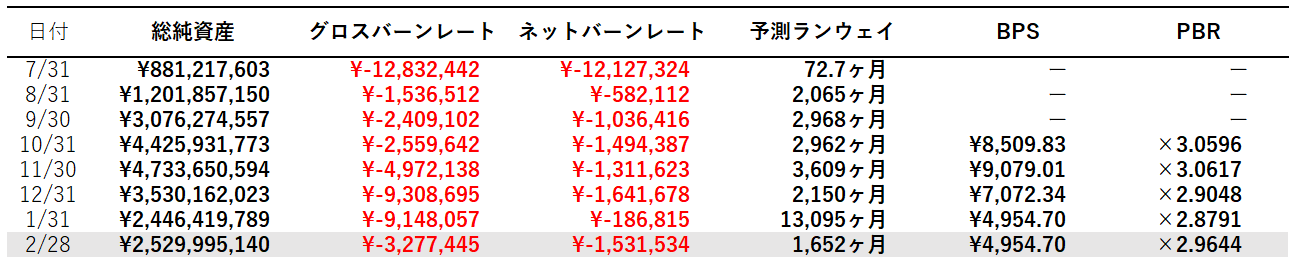 日付 総純資産 グロスバーンレート ネットバーンレート 予測ランウェイ BPS PBR
7/31 ¥881,217,603 ¥-12,832,442 ¥-12,127,324 72.7ヶ月 － －
8/31 ¥1,201,857,150 ¥-1,536,512 ¥-582,112 2,065ヶ月 － －
9/30 ¥3,076,274,557 ¥-2,409,102 ¥-1,036,416 2,968ヶ月 － －
10/31 ¥4,425,931,773 ¥-2,559,642 ¥-1,494,387 2,962ヶ月 ¥8,509.83 ×3.0596
11/30 ¥4,733,650,594 ¥-4,972,138 ¥-1,311,623 3,609ヶ月 ¥9,079.01 ×3.0617
12/31 ¥3,530,162,023 ¥-9,308,695 ¥-1,641,678 2,150ヶ月 ¥7,072.34 ×2.9048
1/31 ¥2,446,419,789 ¥-9,148,057 ¥-186,815 13,095ヶ月 ¥4,954.70 ×2.8791
2/28 ¥2,529,995,140 ¥-3,277,445 ¥-1,531,534 1,652ヶ月 ¥4,954.70 ×2.9644